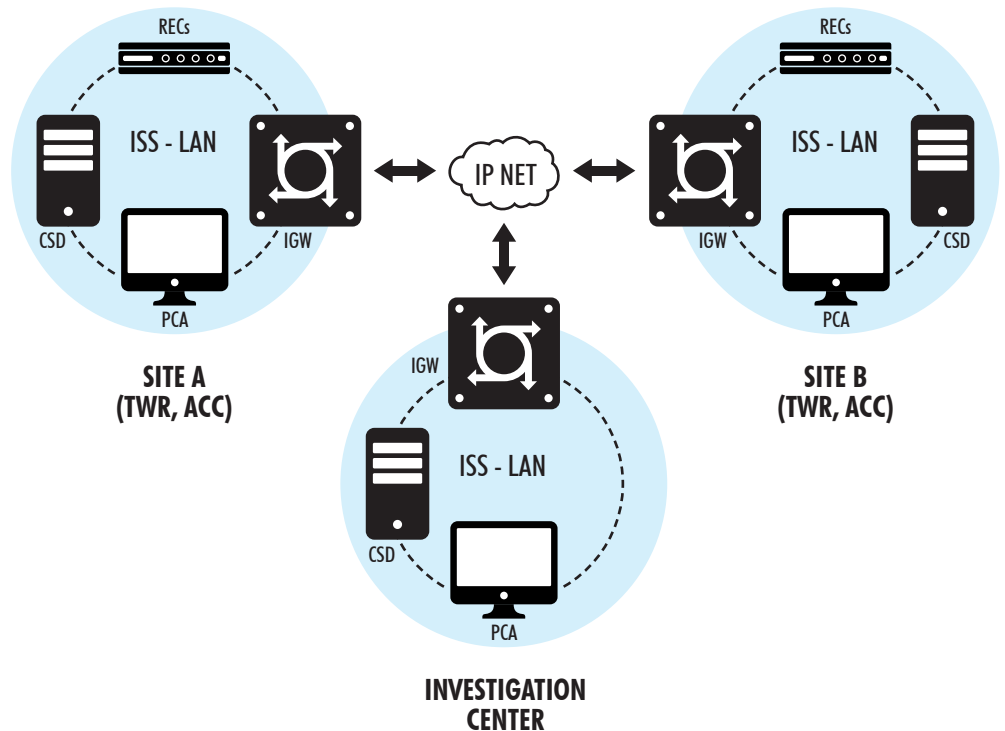 RECs
ISS - LAN
CSD
IGW
PCA
SITE A
(TWR, ACC)
IP NET
RECs
ISS - LAN
IGW
CSD
PCA
SITE B
(TWR, ACC)
IGW
ISS - LAN
CSD
PCA
INVESTIGATION
CENTER